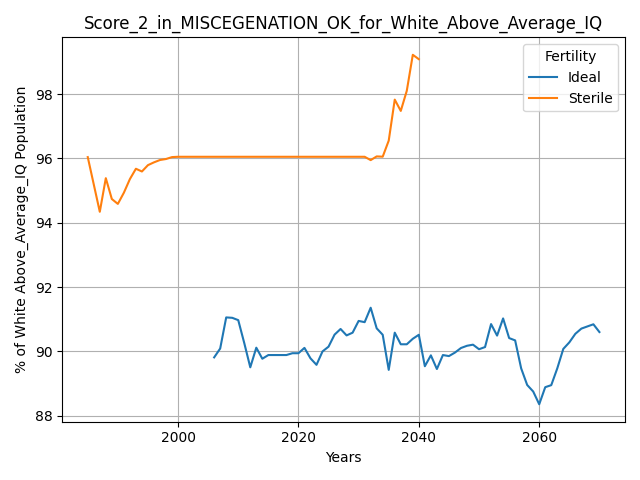 Score_2_in_MISCEGENATION_OK_for_White_Above_Average_IQ
Fertility
Ideal
Sterile
% of White Above_Average_IQ Population
98
96
94
92
90
88
2000
2020
2040
2060
Years